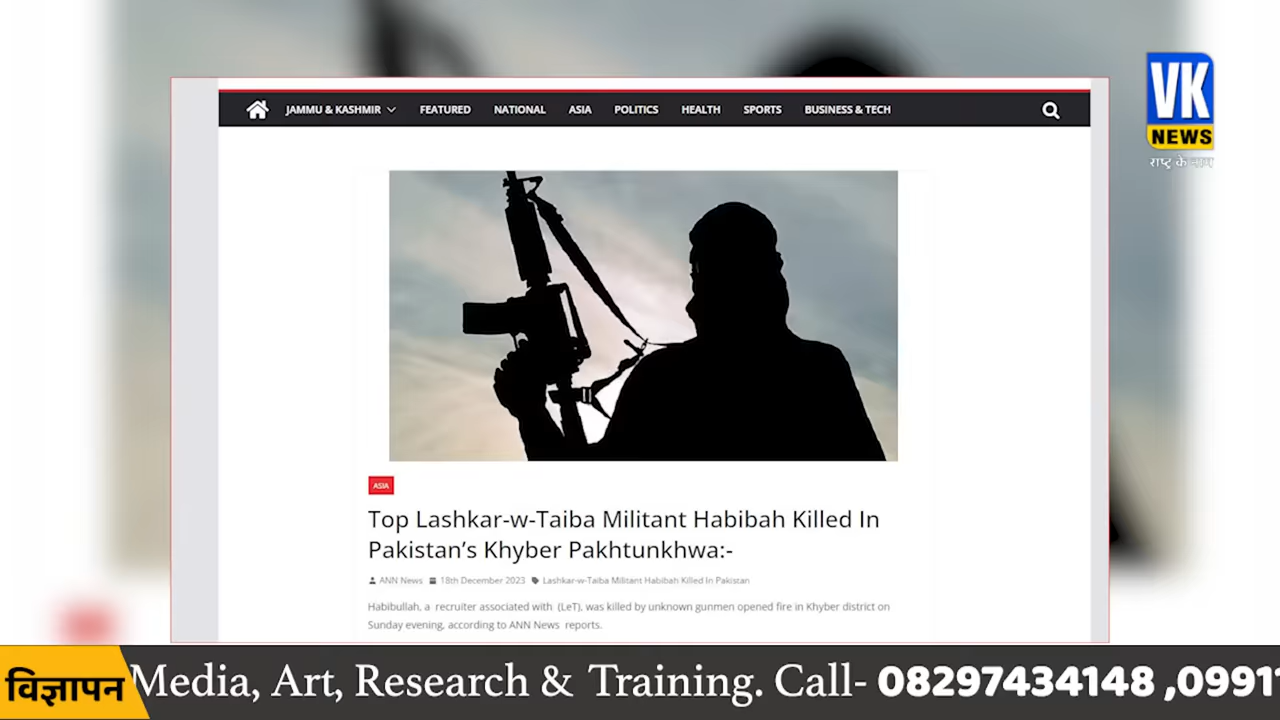 JAMMU & KASHMIR FEATURED NATIONAL ASIA POLITICS HEALTH SPORTS BUSINESS & TECH
VK
NEWS
राष्ट्र के नाम
ASIA
Top Lashkar-w-Taiba Militant Habibah Killed In
Pakistan's Khyber Pakhtunkhwa:-
ANN News 18th December 2023 Lashkar-w-Taiba Militant Habibah Killed In Pakistan
Habibullah, a recruiter associated with (LeT), was killed by unknown gunmen opened fire in Khyber district on
Sunday evening, according to ANN News reports.
विज्ञापन Media, Art, Research & Training. Call- 08297434148 ,09911